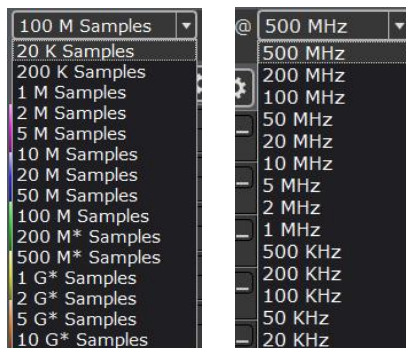 100 M Samples
20 K Samples
200 K Samples
1 M Samples
2 M Samples
5 M Samples
10 M Samples
20 M Samples
50 M Samples
100 M Samples
200 M* Samples
500 M* Samples
1 G* Samples
2 G* Samples
5 G* Samples
10 G* Samples
@ 500 MHz
500 MHz
200 MHz
100 MHz
50 MHz
20 MHz
10 MHz
5 MHz
2 MHz
1 MHz
500 KHz
200 KHz
100 KHz
50 KHz
20 KHz